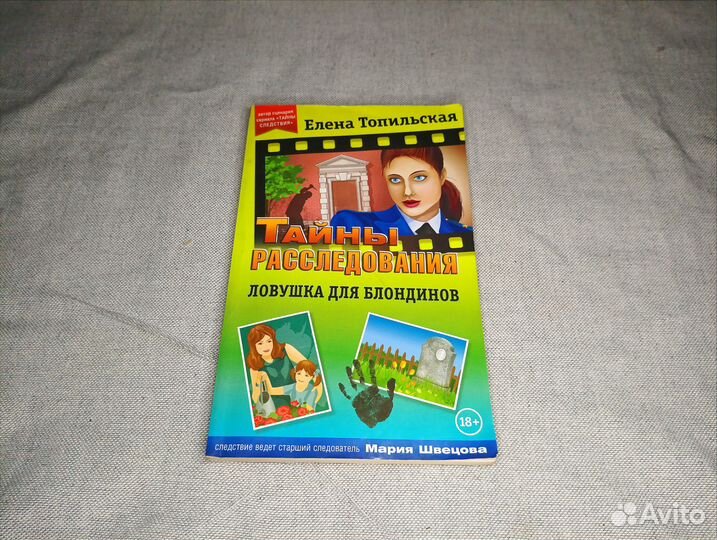 автор сценария
сериала «ТАЙНЫ
СЛЕДСТВИЯ»
Елена Топильская
ТАЙНЫ
РАССЛЕДОВАНИЯ
ЛОВУШКА ДЛЯ БЛОНДИНОВ
18+
следствие ведет старший следователь Мария Швецова
Avito